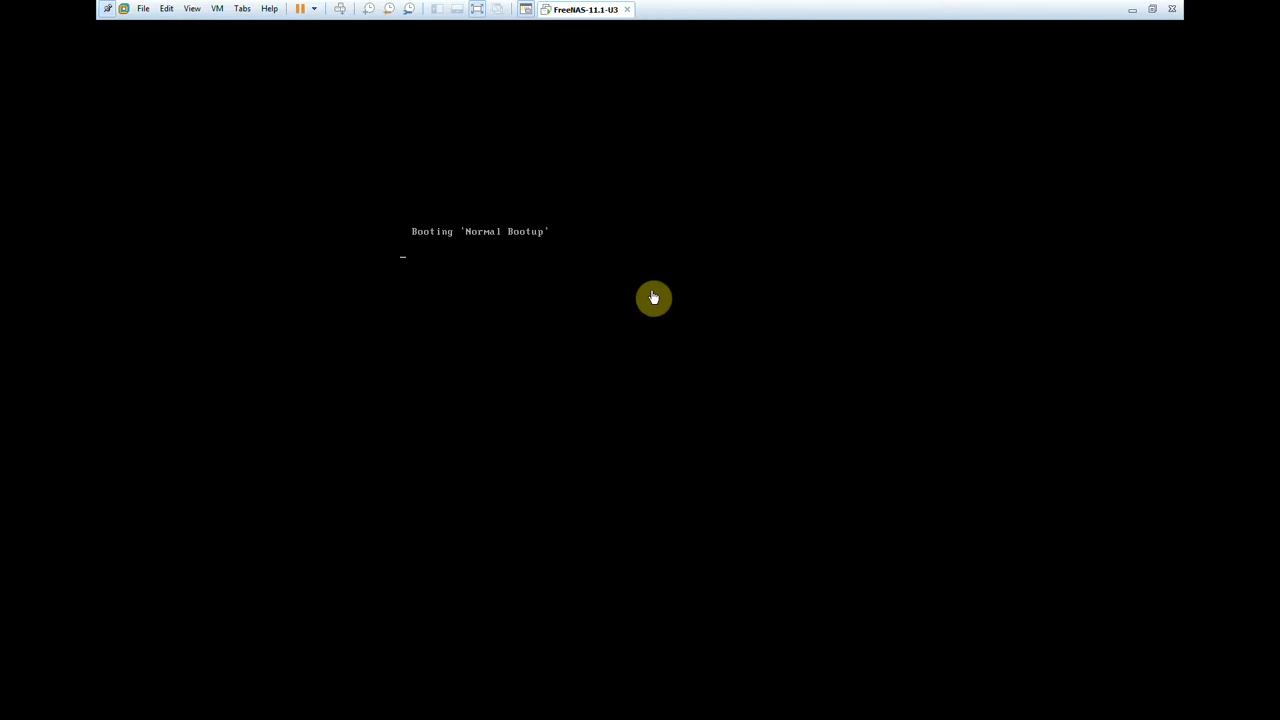 File Edit View VM Tabs Help FreeNAS-11.1-U3
Booting 'Normal Bootup'